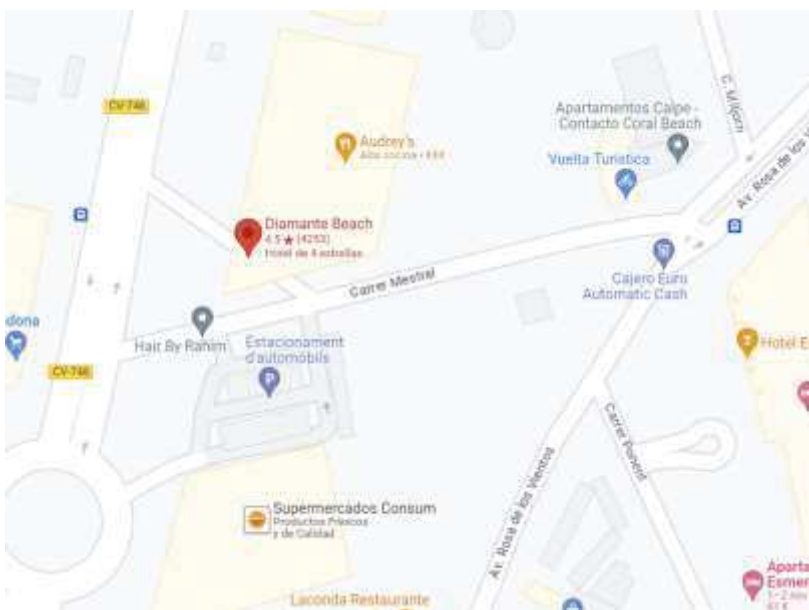 CV-746
Apartamentos Calpe -
Contacto Coral Beach
C. Migjorn
Audrey's
Alta cocina • €€€
Vuelta Turistica
Av. Rosa de los
Diamante Beach
4.5 ★ (4253)
Hotel de 4 estrellas
Carrer Mestral
Cajero Euro
Automatic Cash
dona
Hair By Rahim
Estacionament
d'automòbils
Hotel E
CV-746
Carrer Ponent
Av. Rosa de los Vientos
Supermercados Consum
Productos Frescos
y de Calidad
Aparta
Esmer
Laconda Restaurante